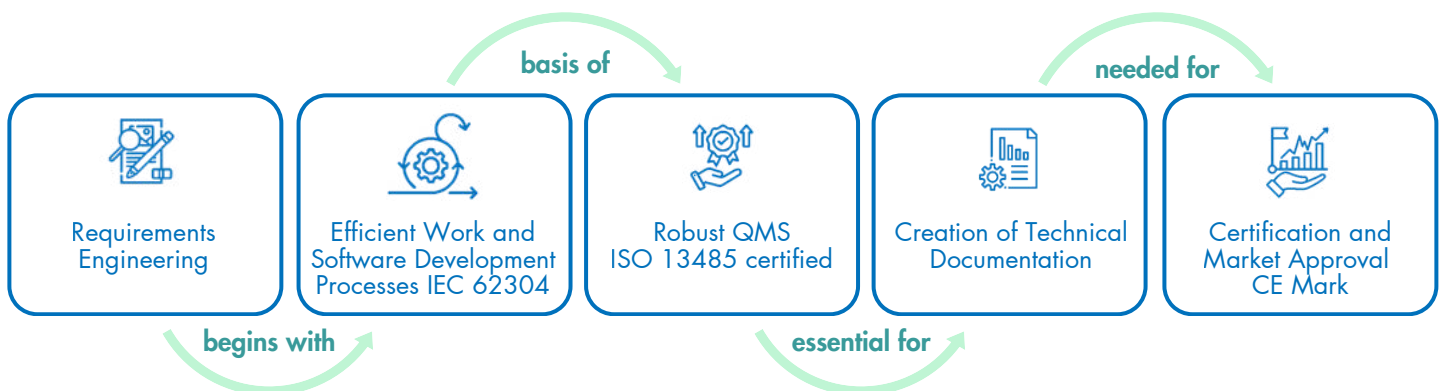 basis of
needed for
Requirements
Engineering
Efficient Work and
Software Development
Processes IEC 62304
Robust QMS
ISO 13485 certified
Creation of Technical
Documentation
Certification and
Market Approval
CE Mark
begins with
essential for